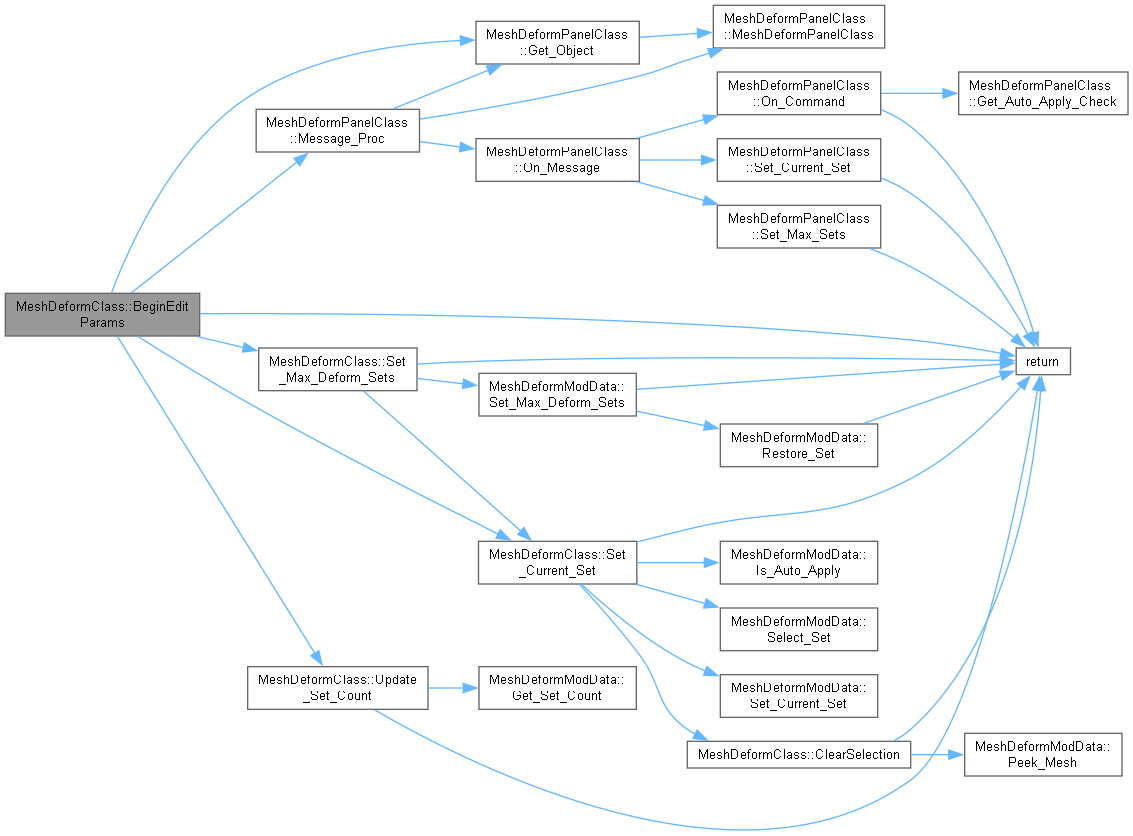 MeshDeformPanelClass
::MeshDeformPanelClass
MeshDeformPanelClass
::Get_Object
MeshDeformPanelClass
::On_Command
MeshDeformPanelClass
::Get_Auto_Apply_Check
MeshDeformPanelClass
::Message_Proc
MeshDeformPanelClass
::On_Message
MeshDeformPanelClass
::Set_Current_Set
MeshDeformPanelClass
::Set_Max_Sets
MeshDeformClass::BeginEdit
Params
MeshDeformClass::Set
_Max_Deform_Sets
return
MeshDeformModData::
Set_Max_Deform_Sets
MeshDeformModData::
Restore_Set
MeshDeformClass::Set
_Current_Set
MeshDeformModData::
Is_Auto_Apply
MeshDeformModData::
Select_Set
MeshDeformClass::Update
_Set_Count
MeshDeformModData::
Get_Set_Count
MeshDeformModData::
Set_Current_Set
MeshDeformClass::ClearSelection
MeshDeformModData::
Peek_Mesh